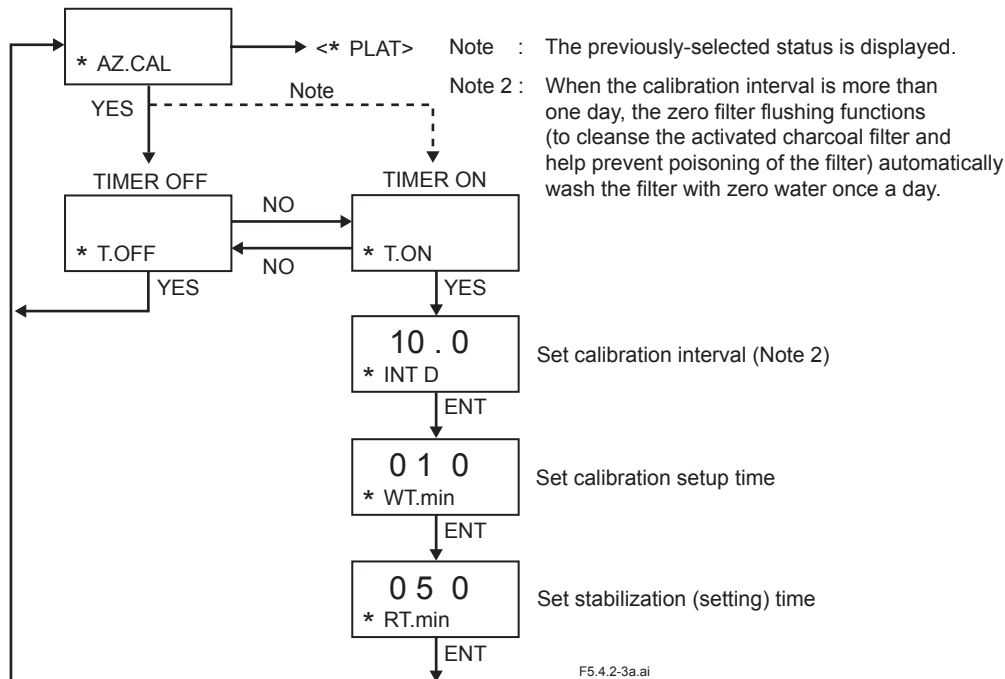 * AZ.CAL
<* PLAT>
Note : The previously-selected status is displayed.
Note 2 : When the calibration interval is more than
one day, the zero filter flushing functions
(to cleanse the activated charcoal filter and
help prevent poisoning of the filter) automatically
wash the filter with zero water once a day.
YES
Note
TIMER OFF
TIMER ON
* T.OFF
NO
NO
* T.ON
YES
YES
10 . 0
* INT D
Set calibration interval (Note 2)
ENT
0 1 0
* WT.min
Set calibration setup time
ENT
0 5 0
* RT.min
Set stabilization (setting) time
ENT
F5.4.2-3a.ai